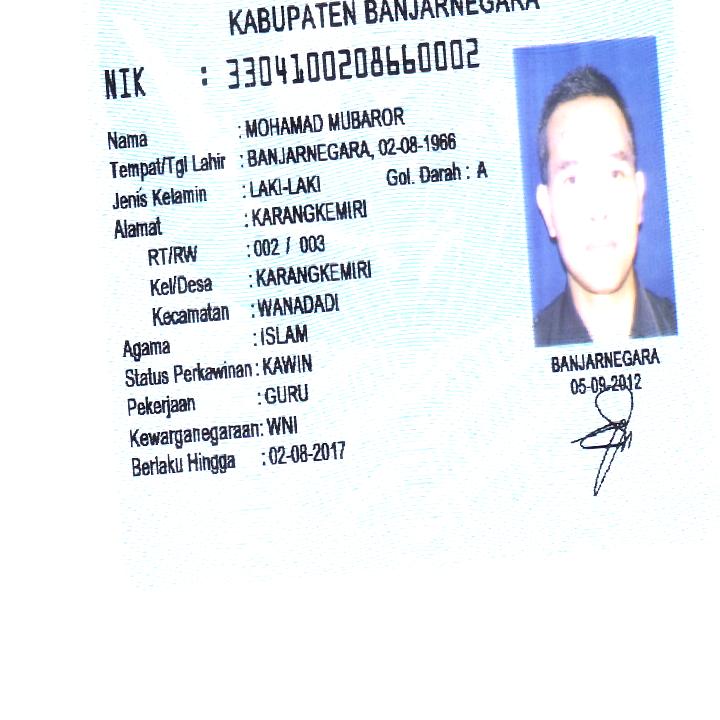 KABUPATEN BANJARNEGARA
NIK : 3304100208660002
Nama : MOHAMAD MUBAROR
Tempat/Tgl Lahir : BANJARNEGARA, 02-08-1966
Jenis Kelamin : LAKI-LAKI Gol. Darah : A
Alamat : KARANGKEMIRI
RT/RW : 002 / 003
Kel/Desa : KARANGKEMIRI
Kecamatan : WANADADI
Agama : ISLAM
Status Perkawinan : KAWIN
Pekerjaan : GURU
Kewarganegaraan : WNI
Berlaku Hingga : 02-08-2017
BANJARNEGARA
05-09-2012